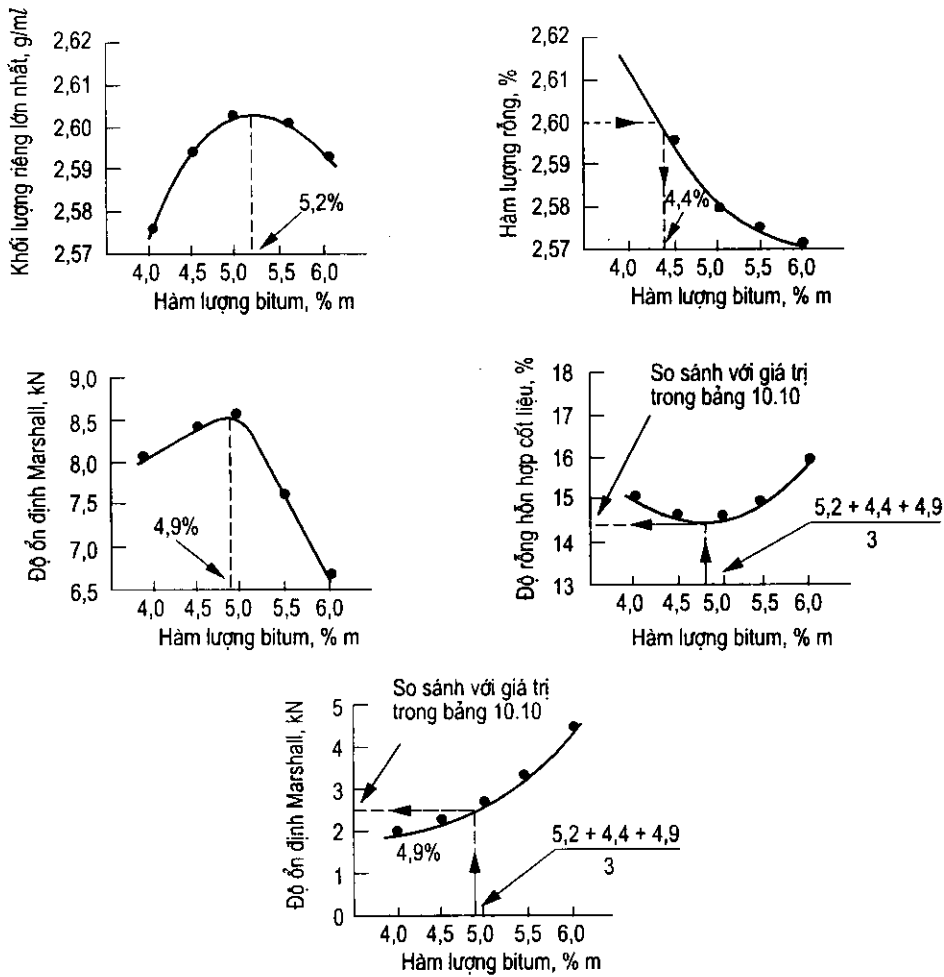 Khối lượng riêng lớn nhất, g/ml
2,62
2,61
2,60
2,59
2,58
2,57
5,2%
4,0 4,5 5,0 5,5 6,0
Hàm lượng bitum, % m
Hàm lượng rỗng, %
2,62
2,61
2,60
2,59
2,58
2,57
4,4%
4,0 4,5 5,0 5,5 6,0
Hàm lượng bitum, % m
Độ ổn định Marshall, kN
9,0
8,5
8,0
7,5
7,0
6,5
4,9%
4,0 4,5 5,0 5,5 6,0
Hàm lượng bitum, % m
Độ rỗng hỗn hợp cốt liệu, %
18
17
16
15
14
13
So sánh với giá trị
trong bảng 10.10
5,2 + 4,4 + 4,9
3
4,0 4,5 5,0 5,5 6,0
Hàm lượng bitum, % m
Độ ổn định Marshall, kN
5
4
3
2
1
0
So sánh với giá trị
trong bảng 10.10
4,9%
5,2 + 4,4 + 4,9
3
4,0 4,5 5,0 5,5 6,0
Hàm lượng bitum, % m